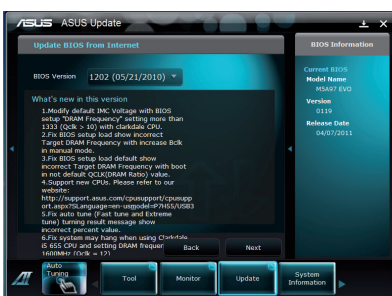 ASUS ASUS Update
Update BIOS from Internet
BIOS Version 1202 (05/21/2010)
What's new in this version
1.Modify default IMC Voltage with BIOS
setup "DRAM Frequency" setting more than
1333 (Qclk > 10) with clarkdale CPU.
2.Fix BIOS setup load show incorrect
Target DRAM Frequency with increase Bclk
in manual mode.
3.Fix BIOS setup load default show
incorrect Target DRAM Frequency with boot
in not default QCLK(DRAM Ratio) value.
4.Support new CPUs. Please refer to our
website:
http://support.asus.com/cpusupport/cpusupp
ort.aspx?SLanguage=en-us&model=P7H55/USB3
5.Fix auto tune (Fast tune and Extreme
tune) turning result message show
incorrect percent value.
6.Fix system may hang when using Clarkdale
i5 655 CPU and setting DRAM frequen
1600MHz (Qclk = 12)
Back
Next
BIOS Information
Current BIOS
Model Name
M5A97 EVO
Version
0119
Release Date
04/07/2011
Auto
Tuning
Tool
Monitor
Update
System
Information